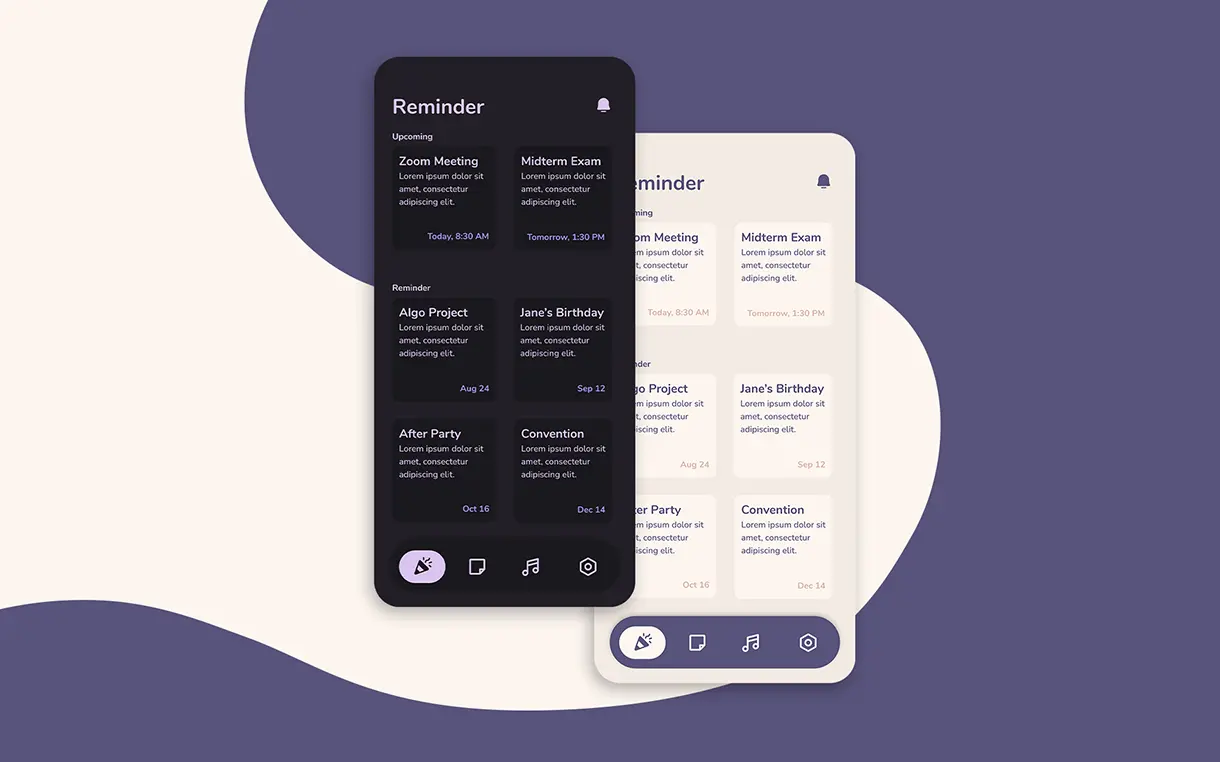 Reminder
Upcoming
Zoom Meeting
Lorem ipsum dolor sit
amet, consectetur
adipiscing elit.
Today, 8:30 AM
Midterm Exam
Lorem ipsum dolor sit
amet, consectetur
adipiscing elit.
Tomorrow, 1:30 PM
Reminder
Algo Project
Lorem ipsum dolor sit
amet, consectetur
adipiscing elit.
Aug 24
Jane's Birthday
Lorem ipsum dolor sit
amet, consectetur
adipiscing elit.
Sep 12
After Party
Lorem ipsum dolor sit
amet, consectetur
adipiscing elit.
Oct 16
Convention
Lorem ipsum dolor sit
amet, consectetur
adipiscing elit.
Dec 14
eminder
ming
om Meeting
em ipsum dolor sit
t, consectetur
iscing elit.
Today, 8:30 AM
Midterm Exam
Lorem ipsum dolor sit
amet, consectetur
adipiscing elit.
Tomorrow, 1:30 PM
nder
go Project
em ipsum dolor sit
t, consectetur
iscing elit.
Aug 24
Jane's Birthday
Lorem ipsum dolor sit
amet, consectetur
adipiscing elit.
Sep 12
ter Party
em ipsum dolor sit
t, consectetur
iscing elit.
Oct 16
Convention
Lorem ipsum dolor sit
amet, consectetur
adipiscing elit.
Dec 14